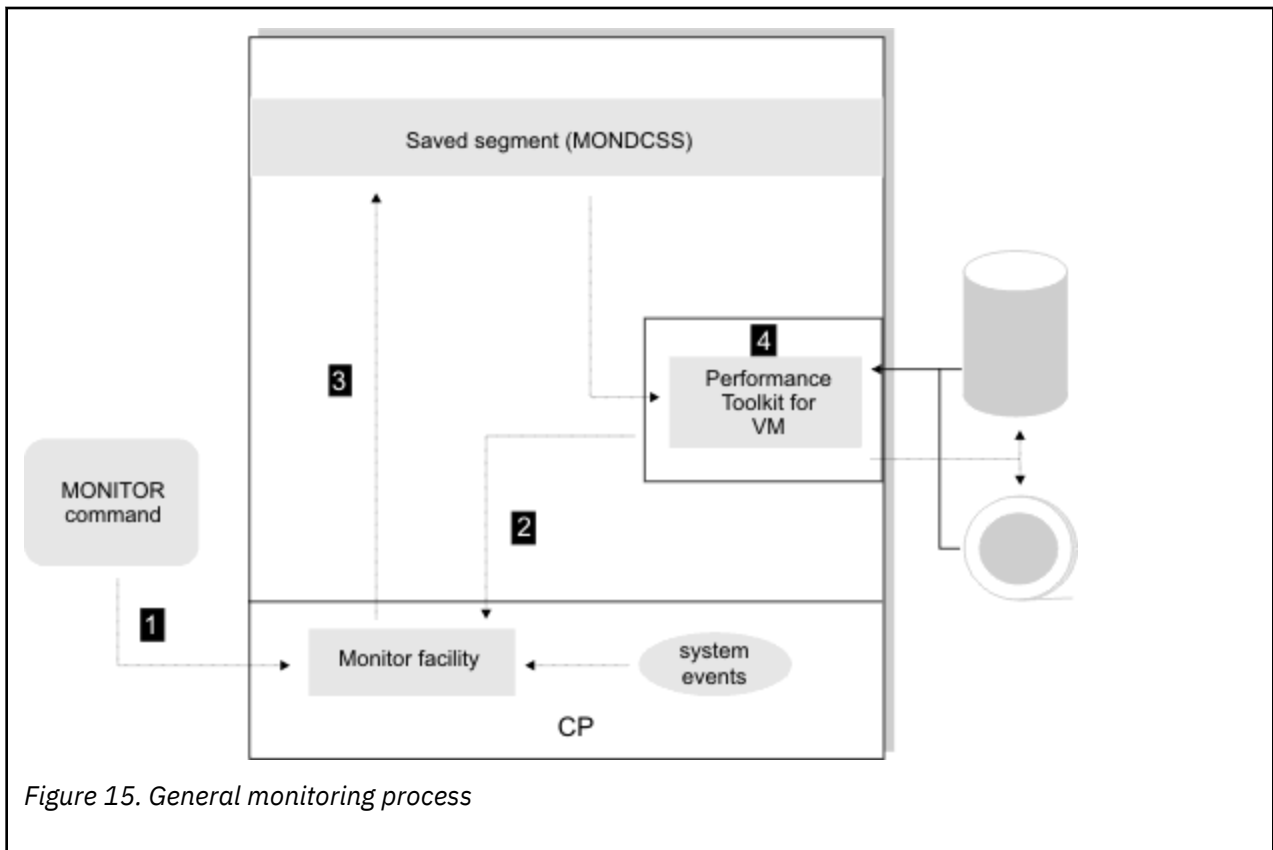 Saved segment (MONDCSS)
4
Performance
Toolkit for
VM
3
MONITOR
command
2
1
Monitor facility
system
events
CP
Figure 15. General monitoring process